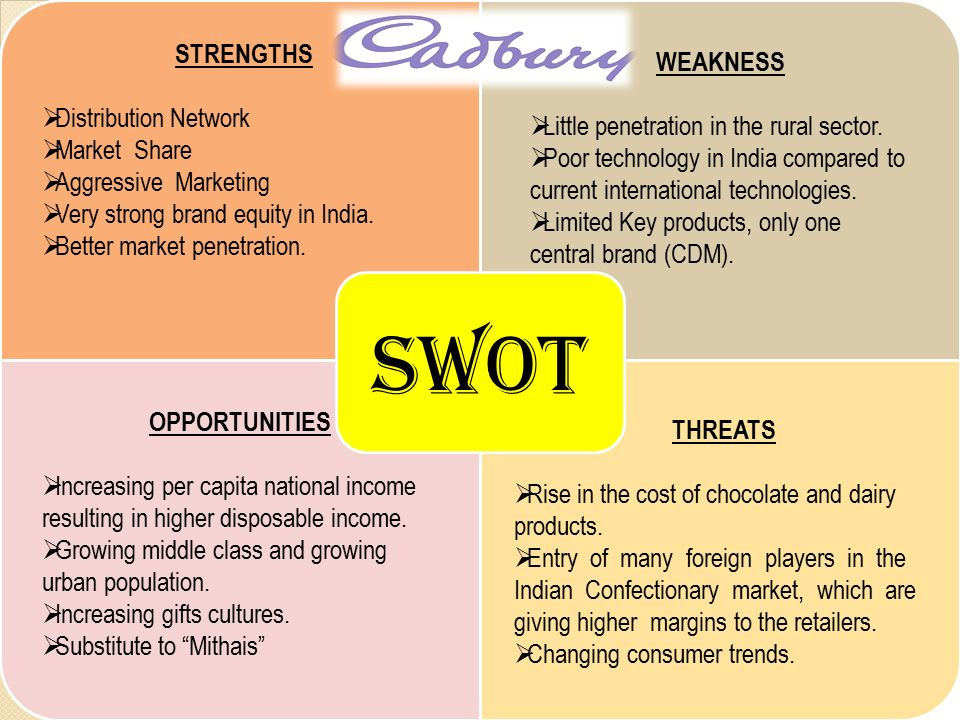 Cadbury
STRENGTHS
➢Distribution Network
➢Market Share
➢Aggressive Marketing
➢Very strong brand equity in India.
➢Better market penetration.
WEAKNESS
➢Little penetration in the rural sector.
➢Poor technology in India compared to
current international technologies.
➢Limited Key products, only one
central brand (CDM).
SWOT
OPPORTUNITIES
➢Increasing per capita national income
resulting in higher disposable income.
➢Growing middle class and growing
urban population.
➢Increasing gifts cultures.
➢Substitute to “Mithais”
THREATS
➢Rise in the cost of chocolate and dairy
products.
➢Entry of many foreign players in the
Indian Confectionary market, which are
giving higher margins to the retailers.
➢Changing consumer trends.